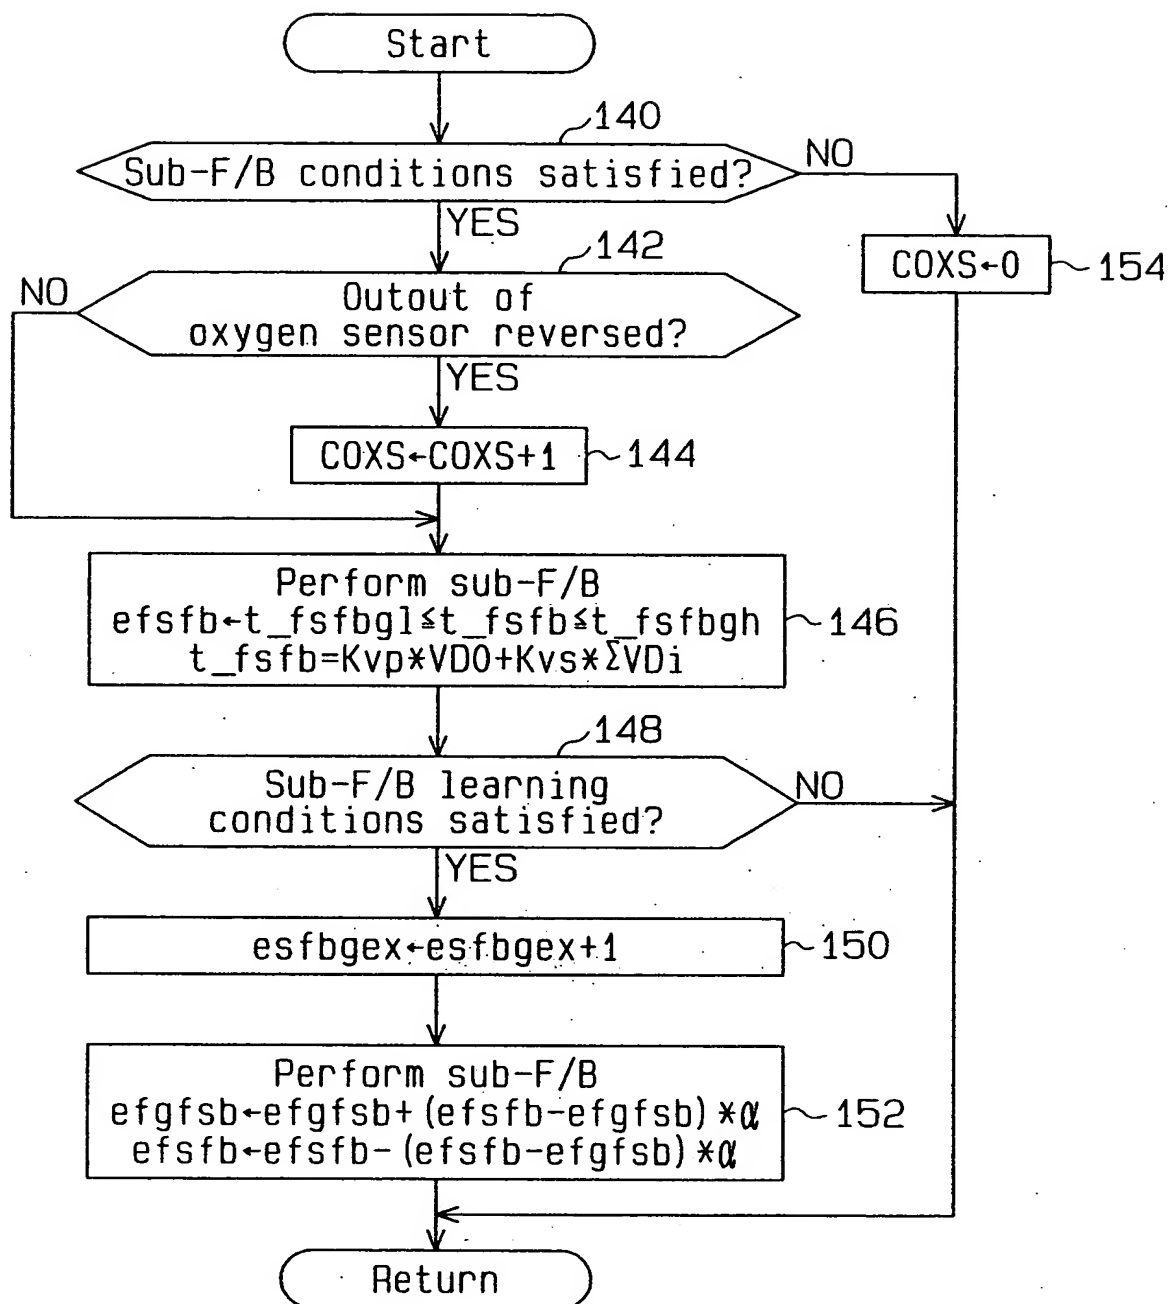 Start
140
Sub-F/B conditions satisfied?
NO
YES
142
COXS←0
154
NO
Outout of
oxygen sensor reversed?
YES
COXS←COXS+1
144
Perform sub-F/B
efsfb←t_fsfbgl≦t_fsfb≦t_fsfbgh
t_fsfb=Kvp*VD0+Kvs*ΣVDi
146
148
Sub-F/B learning
conditions satisfied?
NO
YES
esfbgex←esfbgex+1
150
Perform sub-F/B
efgfsb←efgfsb+(efsfb-efgfsb)*α
efsfb←efsfb-(efsfb-efgfsb)*α
152
Return